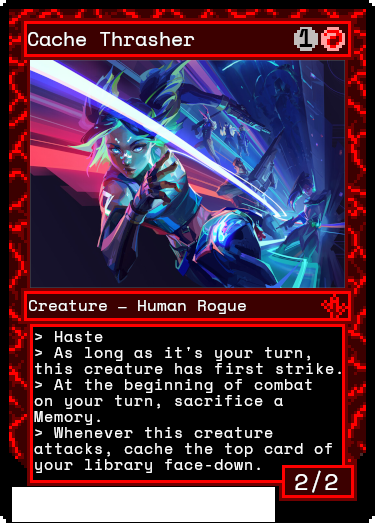 Cache Thrasher 1
Creature – Human Rogue
> Haste
> As long as it's your turn,
this creature has first strike.
> At the beginning of combat
on your turn, sacrifice a
Memory.
> Whenever this creature
attacks, cache the top card of
your library face-down.
2/2